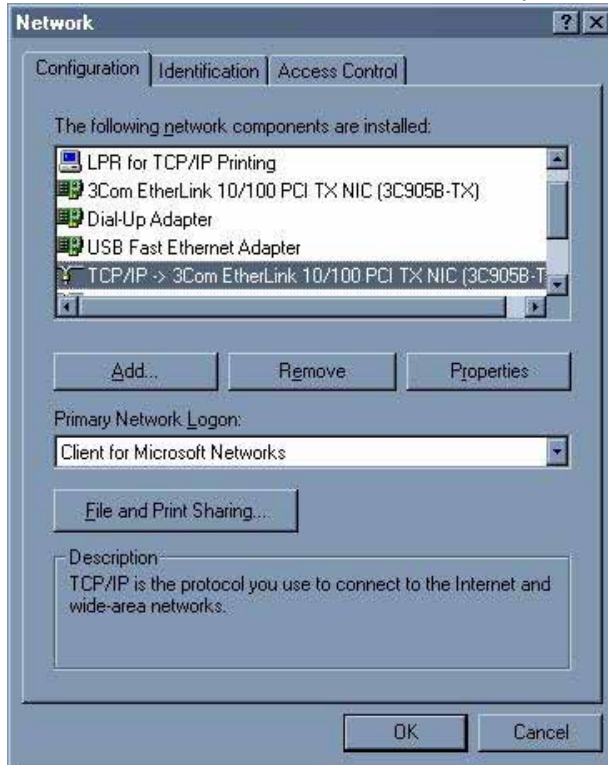 Network
Configuration Identification Access Control
The following network components are installed:
LPR for TCP/IP Printing
3Com EtherLink 10/100 PCI TX NIC (3C905B-TX)
Dial-Up Adapter
USB Fast Ethernet Adapter
TCP/IP -> 3Com EtherLink 10/100 PCI TX NIC (3C905B-T
Add... Remove Properties
Primary Network Logon:
Client for Microsoft Networks
File and Print Sharing...
Description
TCP/IP is the protocol you use to connect to the Internet and
wide-area networks.
OK Cancel